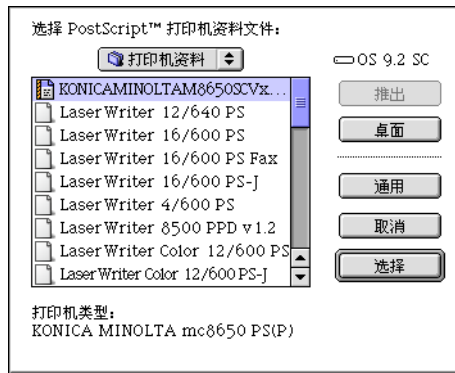 选择 PostScript™ 打印机资料文件:
打印机资料
OS 9.2 SC
KONICAMINOLTAM8650SCVx...
LaserWriter 12/640 PS
LaserWriter 16/600 PS
LaserWriter 16/600 PS Fax
LaserWriter 16/600 PS-J
LaserWriter 4/600 PS
LaserWriter 8500 PPD v1.2
LaserWriter Color 12/600 PS
LaserWriter Color 12/600 PS-J
推出
桌面
通用
取消
选择
打印机类型:
KONICA MINOLTA mc8650 PS(P)